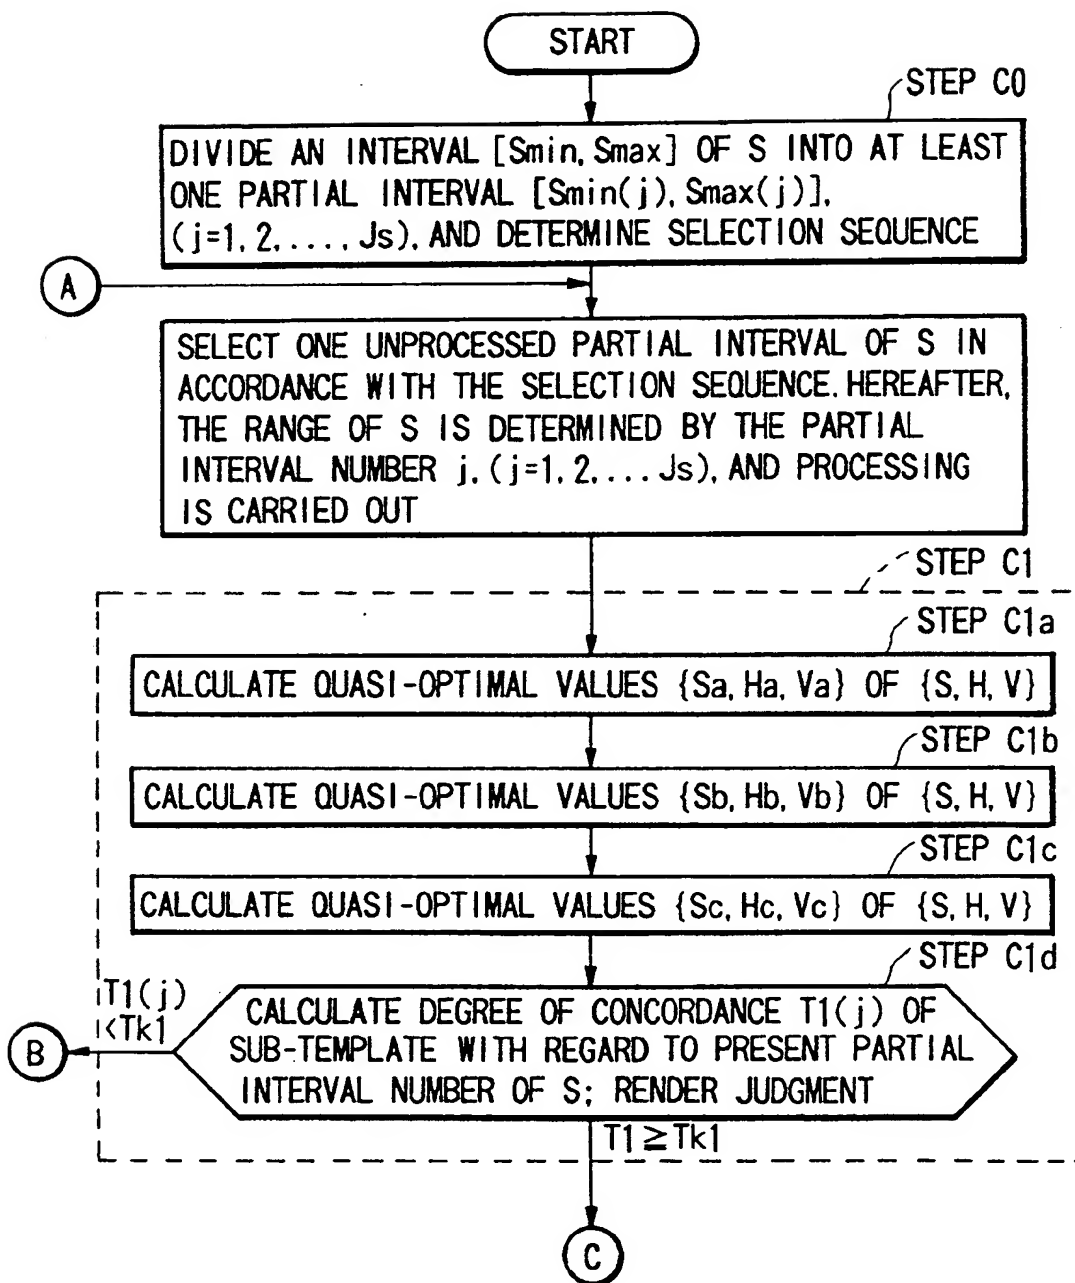 START
STEP C0
DIVIDE AN INTERVAL [Smin, Smax] OF S INTO AT LEAST
ONE PARTIAL INTERVAL [Smin(j), Smax(j)],
(j=1, 2, ..., Js), AND DETERMINE SELECTION SEQUENCE
A
SELECT ONE UNPROCESSED PARTIAL INTERVAL OF S IN
ACCORDANCE WITH THE SELECTION SEQUENCE. HEREAFTER,
THE RANGE OF S IS DETERMINED BY THE PARTIAL
INTERVAL NUMBER j, (j=1, 2, ... Js), AND PROCESSING
IS CARRIED OUT
STEP C1
STEP C1a
CALCULATE QUASI-OPTIMAL VALUES {Sa, Ha, Va} OF {S, H, V}
STEP C1b
CALCULATE QUASI-OPTIMAL VALUES {Sb, Hb, Vb} OF {S, H, V}
STEP C1c
CALCULATE QUASI-OPTIMAL VALUES {Sc, Hc, Vc} OF {S, H, V}
STEP C1d
T1(j)
<Tk1
B
CALCULATE DEGREE OF CONCORDANCE T1(j) OF
SUB-TEMPLATE WITH REGARD TO PRESENT PARTIAL
INTERVAL NUMBER OF S; RENDER JUDGMENT
T1≧Tk1
C